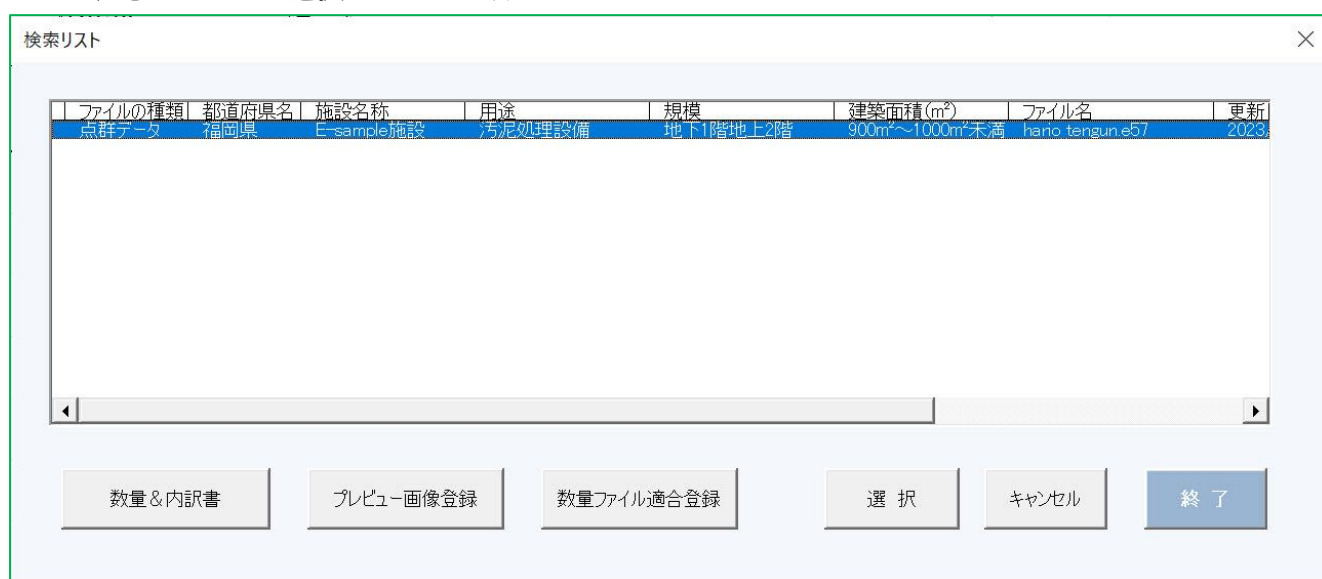 検索リスト
ファイルの種類 都道府県名 施設名称 用途 規模 建築面積(m²) ファイル名 更新
点群データ 福岡県 E-sample施設 汚泥処理設備 地下1階地上2階 900m²～1000m²未満 hario tengun.e57 2023
数量＆内訳書 プレビュー画像登録 数量ファイル適合登録 選 択 キャンセル 終 了